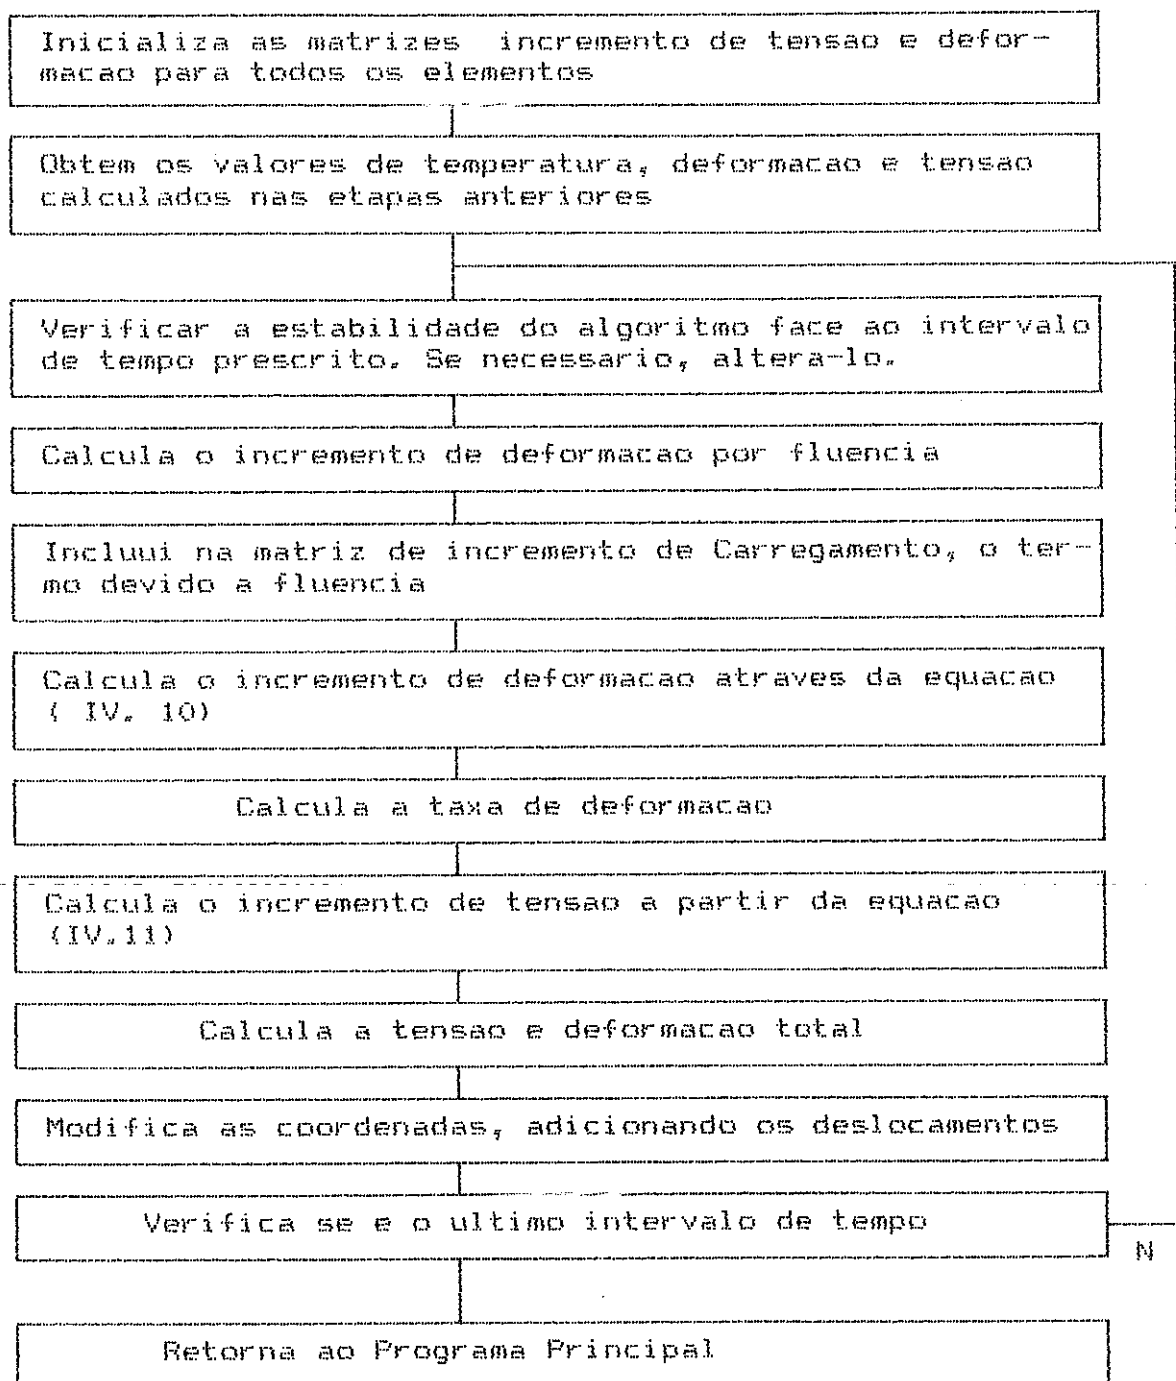 Inicializa as matrizes incremento de tensao e defor-
macao para todos os elementos
Obtem os valores de temperatura, deformacao e tensao
calculados nas etapas anteriores
Verificar a estabilidade do algoritmo face ao intervalo
de tempo prescrito. Se necessario, altera-lo.
Calcula o incremento de deformacao por fluencia
Incluui na matriz de incremento de Carregamento, o ter-
mo devido a fluencia
Calcula o incremento de deformacao atraves da equacao
( IV. 10)
Calcula a taxa de deformacao
Calcula o incremento de tensao a partir da equacao
(IV.11)
Calcula a tensao e deformacao total
Modifica as coordenadas, adicionando os deslocamentos
Verifica se e o ultimo intervalo de tempo
N
Retorna ao Programa Principal